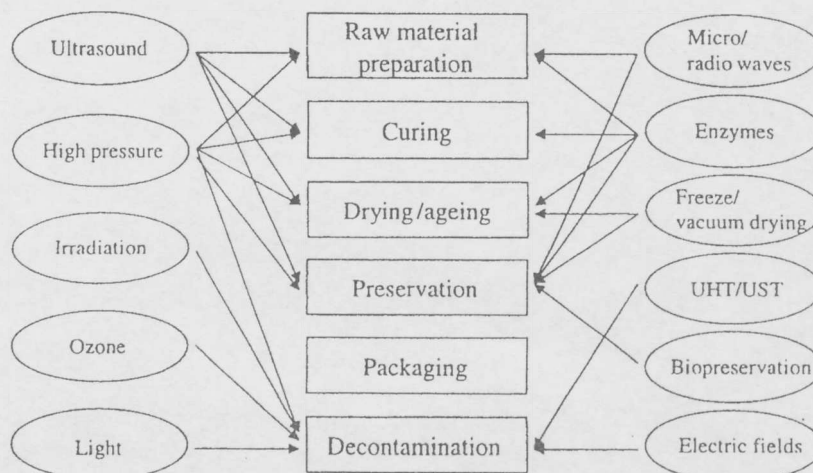 Ultrasound
High pressure
Irradiation
Ozone
Light
Raw material
preparation
Curing
Drying/ageing
Preservation
Packaging
Decontamination
Micro/
radio waves
Enzymes
Freeze/
vacuum drying
UHT/UST
Biopreservation
Electric fields